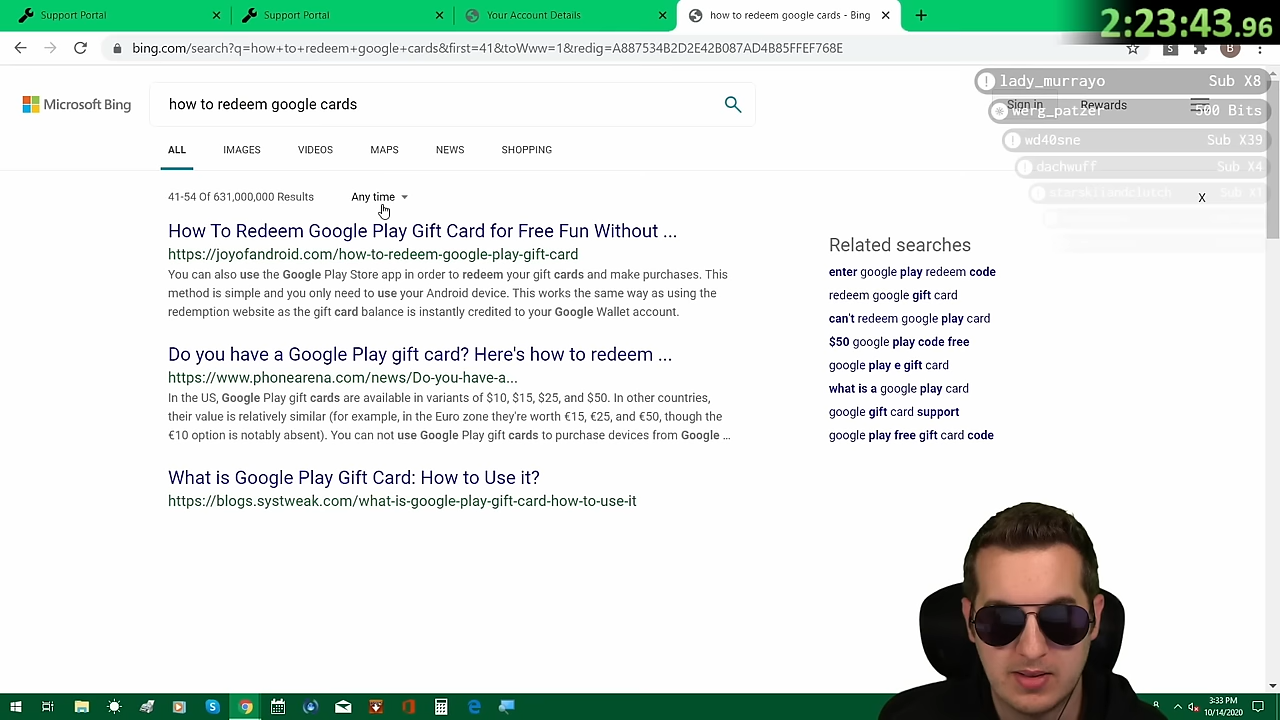 Support Portal
Support Portal
Your Account Details
how to redeem google cards - Bing
2:23:43.96
bing.com/search?q=how+to+redeem+google+cards&first=41&toWww=1&redig=A887534B2D2E42B087AD4B85FFEF768E
S
B
lady_murrayo Sub X8
Microsoft Bing
how to redeem google cards
Sign in
Rewards
werg_patzer 500 Bits
wd40sne Sub X39
dachwuff Sub X4
ALL
IMAGES
VIDEOS
MAPS
NEWS
SHOPPING
41-54 Of 631,000,000 Results
Any time
X
How To Redeem Google Play Gift Card for Free Fun Without ...
https://joyofandroid.com/how-to-redeem-google-play-gift-card
You can also use the Google Play Store app in order to redeem your gift cards and make purchases. This
method is simple and you only need to use your Android device. This works the same way as using the
redemption website as the gift card balance is instantly credited to your Google Wallet account.
Do you have a Google Play gift card? Here's how to redeem ...
https://www.phonearena.com/news/Do-you-have-a...
In the US, Google Play gift cards are available in variants of $10, $15, $25, and $50. In other countries,
their value is relatively similar (for example, in the Euro zone they're worth €15, €25, and €50, though the
€10 option is notably absent). You can not use Google Play gift cards to purchase devices from Google ...
What is Google Play Gift Card: How to Use it?
https://blogs.systweak.com/what-is-google-play-gift-card-how-to-use-it
Related searches
enter google play redeem code
redeem google gift card
can't redeem google play card
$50 google play code free
google play e gift card
what is a google play card
google gift card support
google play free gift card code
3:33 PM
10/14/2020